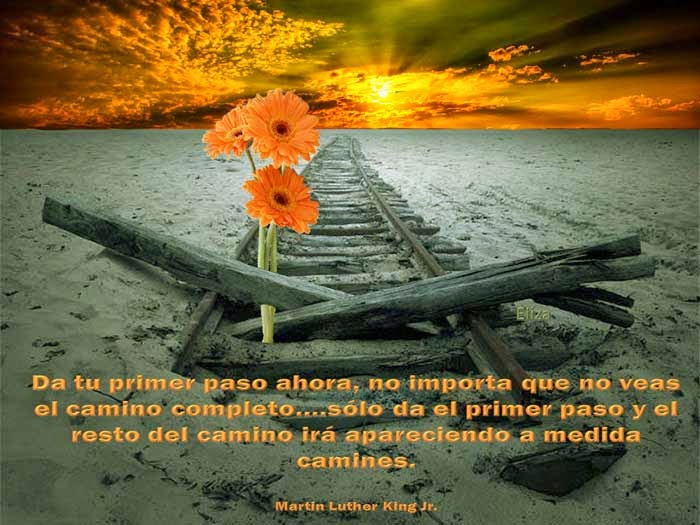 Eliza
Da tu primer paso ahora, no importa que no veas
el camino completo....sólo da el primer paso y el
resto del camino irá apareciendo a medida
camines.
Martin Luther King Jr.